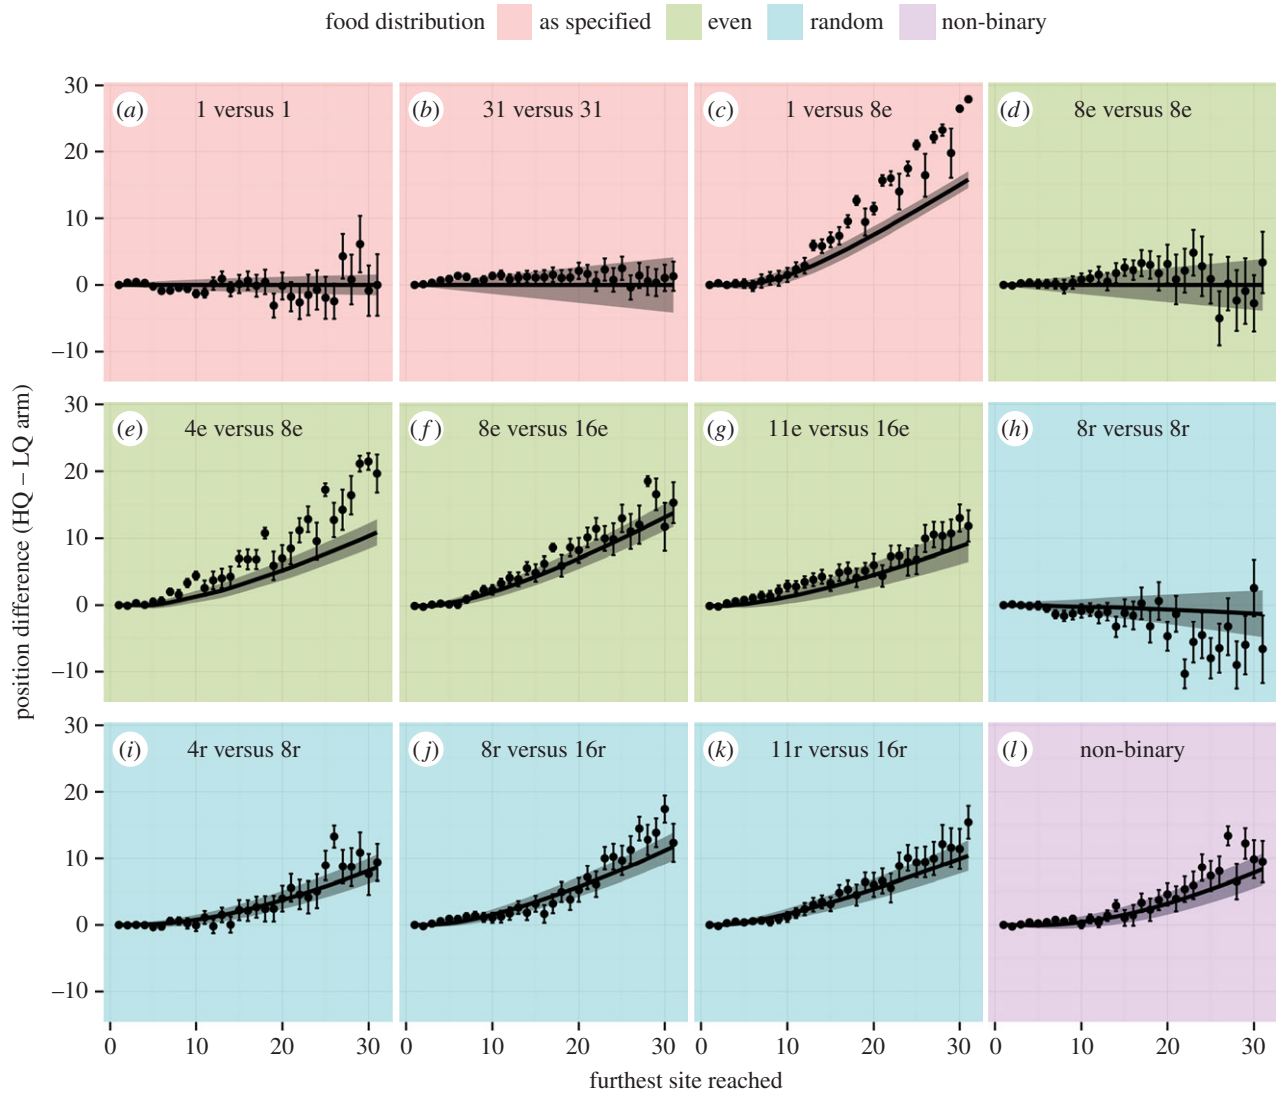 food distribution as specified even random non-binary
30 (a) 1 versus 1 (b) 31 versus 31 (c) 1 versus 8e (d) 8e versus 8e
20
10
0
–10
30 (e) 4e versus 8e (f) 8e versus 16e (g) 11e versus 16e (h) 8r versus 8r
20
10
0
–10
position difference (HQ – LQ arm)
30 (i) 4r versus 8r (j) 8r versus 16r (k) 11r versus 16r (l) non-binary
20
10
0
–10
0 10 20 30 0 10 20 30 0 10 20 30 0 10 20 30
furthest site reached